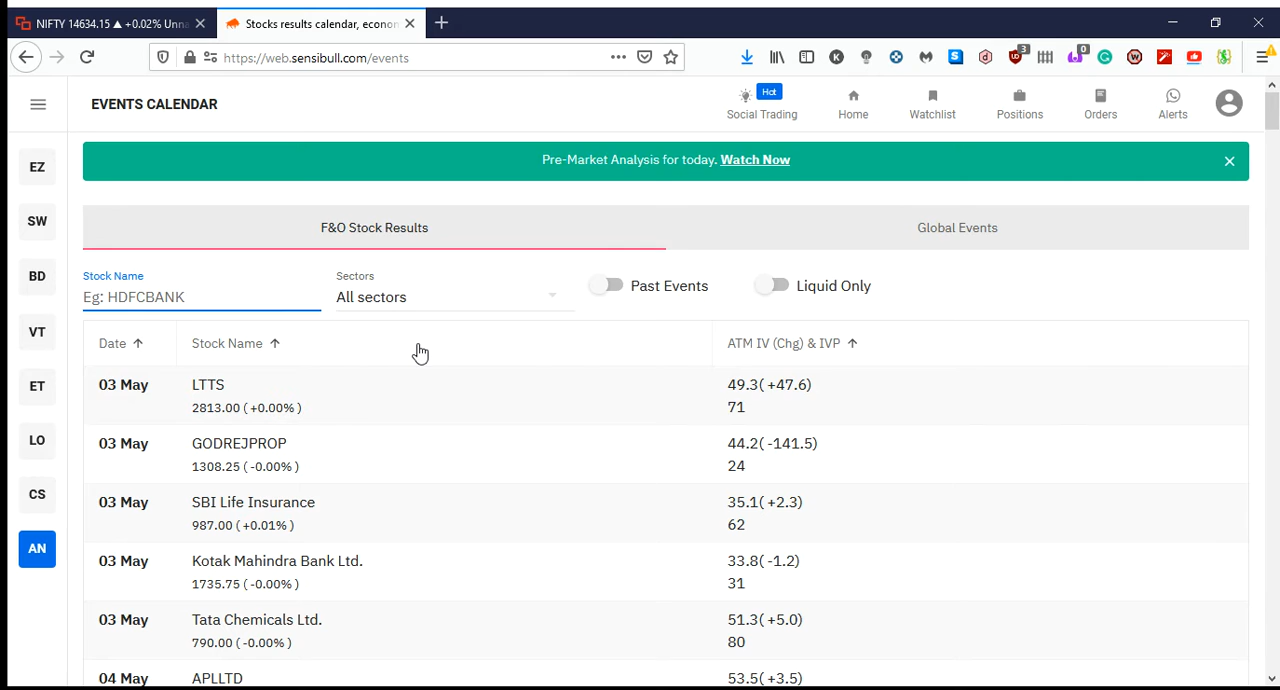 NIFTY 14634.15 ▲ +0.02% Unna
Stocks results calendar, econon
https://web.sensibull.com/events
3
0
EVENTS CALENDAR
Hot
Social Trading
Home
Watchlist
Positions
Orders
Alerts
Pre-Market Analysis for today. Watch Now
EZ
SW
BD
VT
ET
LO
CS
AN
F&O Stock Results
Global Events
Stock Name
Eg: HDFCBANK
Sectors
All sectors
Past Events
Liquid Only
Date ↑ Stock Name ↑ ATM IV (Chg) & IVP ↑
03 May LTTS 49.3( +47.6)
2813.00 ( +0.00% ) 71
03 May GODREJPROP 44.2( -141.5)
1308.25 ( -0.00% ) 24
03 May SBI Life Insurance 35.1( +2.3)
987.00 ( +0.01% ) 62
03 May Kotak Mahindra Bank Ltd. 33.8( -1.2)
1735.75 ( -0.00% ) 31
03 May Tata Chemicals Ltd. 51.3( +5.0)
790.00 ( -0.00% ) 80
04 May APLLTD 53.5( +3.5)